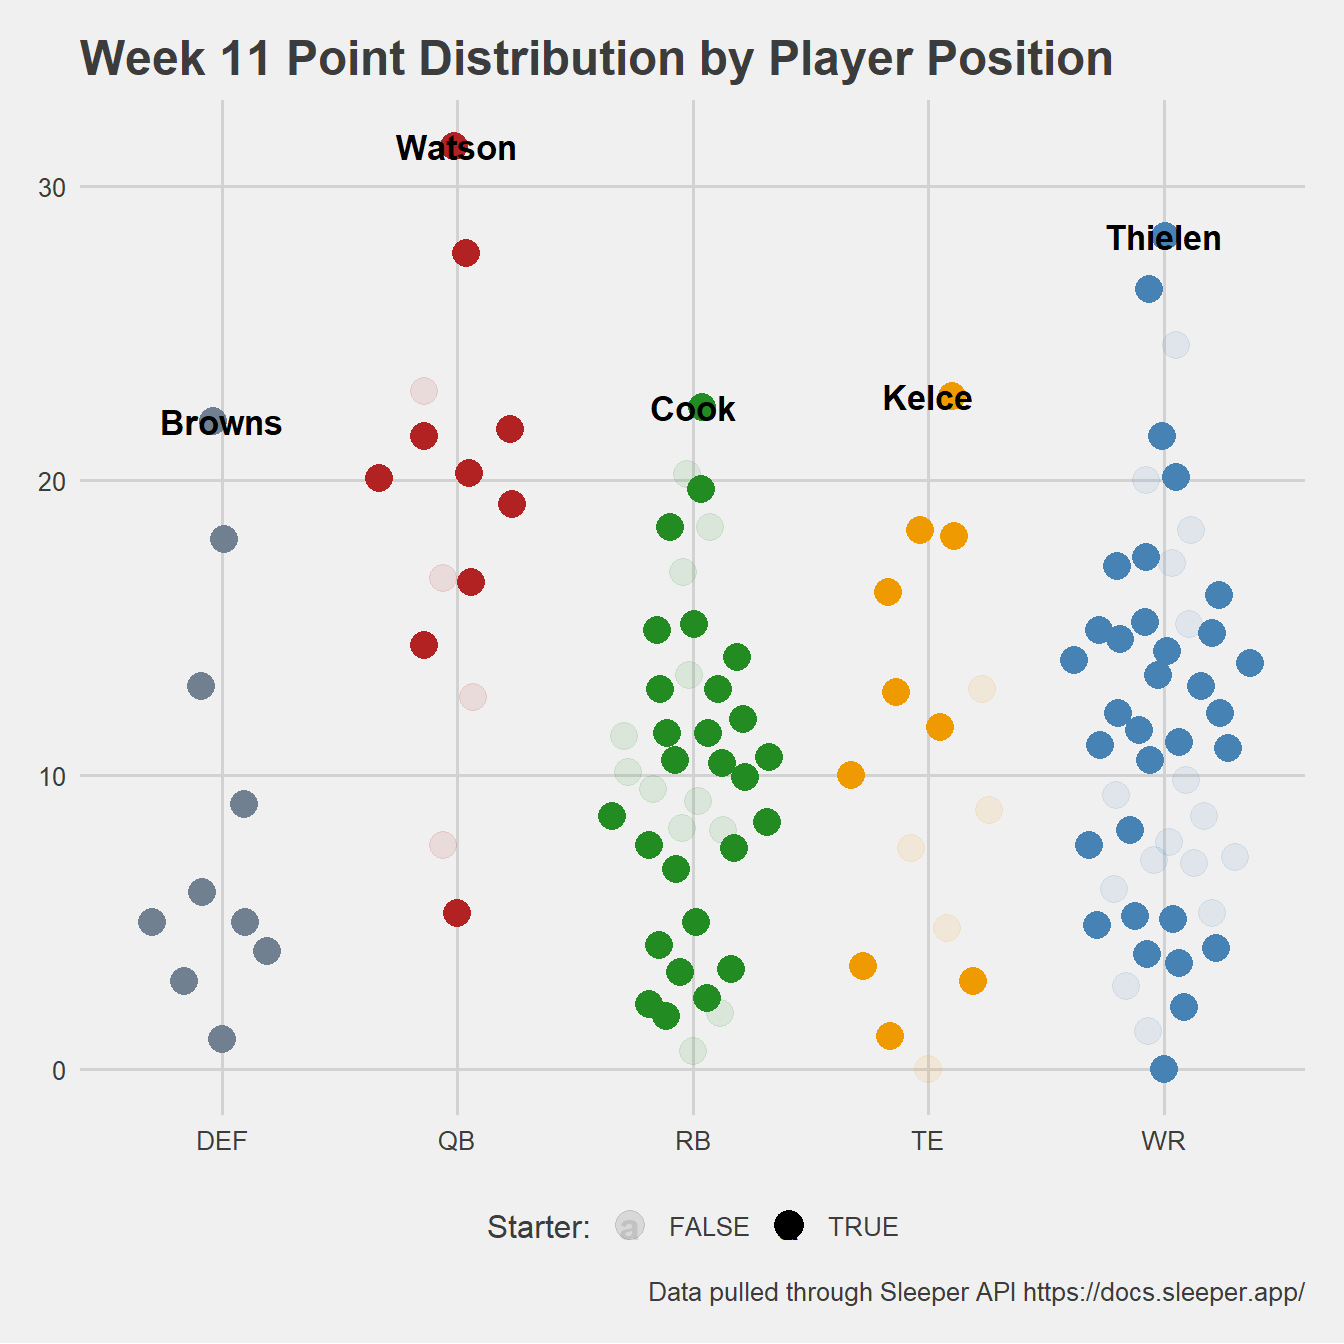 Week 11 Point Distribution by Player Position
Watson
30
Thielen
Kelce
Cook
Browns
20
10
0
DEF QB RB TE WR
Starter: a FALSE TRUE
Data pulled through Sleeper API https://docs.sleeper.app/